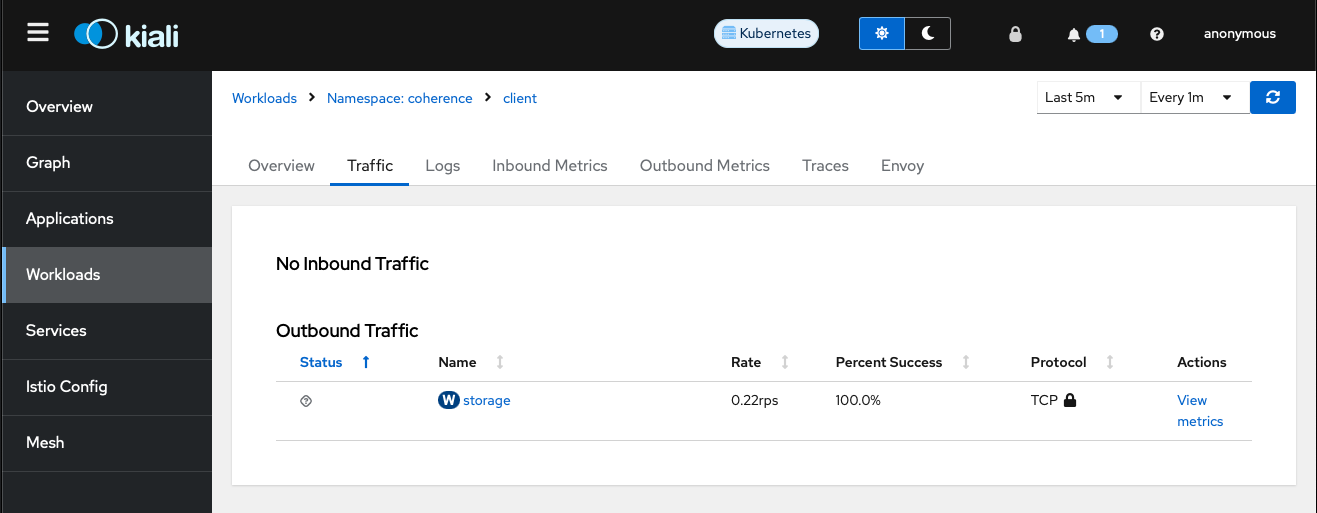 kiali
Kubernetes
1
anonymous
Overview
Graph
Applications
Workloads
Services
Istio Config
Mesh
Workloads Namespace: coherence client
Last 5m Every 1m
Overview Traffic Logs Inbound Metrics Outbound Metrics Traces Envoy
No Inbound Traffic
Outbound Traffic
Status Name Rate Percent Success Protocol Actions
W storage 0.22rps 100.0% TCP View
metrics